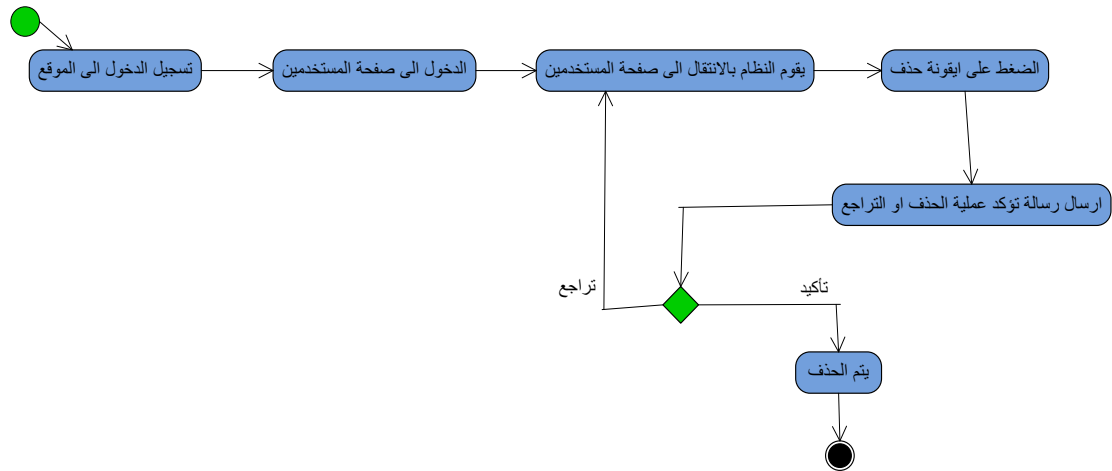 تسجيل الدخول الى الموقع
الدخول الى صفحة المستخدمين
يقوم النظام بالانتقال الى صفحة المستخدمين
الضغط على ايقونة حذف
ارسال رسالة تؤكد عملية الحذف او التراجع
تراجع
تأكيد
يتم الحذف